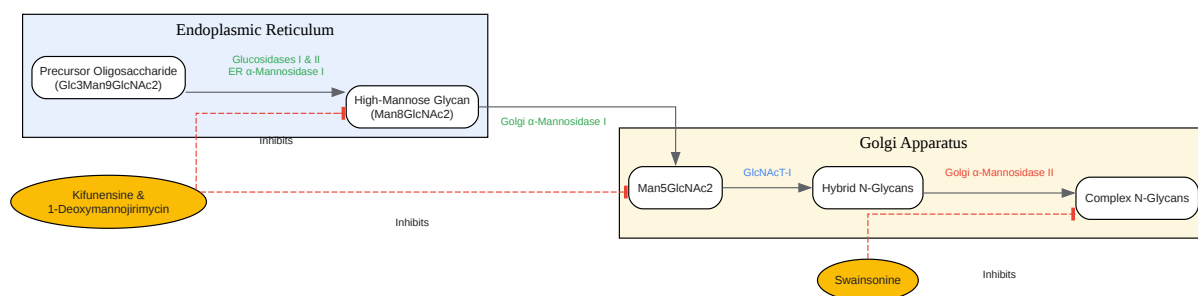 Endoplasmic Reticulum
Precursor Oligosaccharide
(Glc3Man9GlcNAc2)
Glucosidases I & II
ER α-Mannosidase I
High-Mannose Glycan
(Man8GlcNAc2)
Inhibits
Golgi α-Mannosidase I
Golgi Apparatus
Man5GlcNAc2
GlcNAcT-I
Hybrid N-Glycans
Golgi α-Mannosidase II
Complex N-Glycans
Kifunensine &
1-Deoxymannojirimycin
Inhibits
Swainsonine
Inhibits